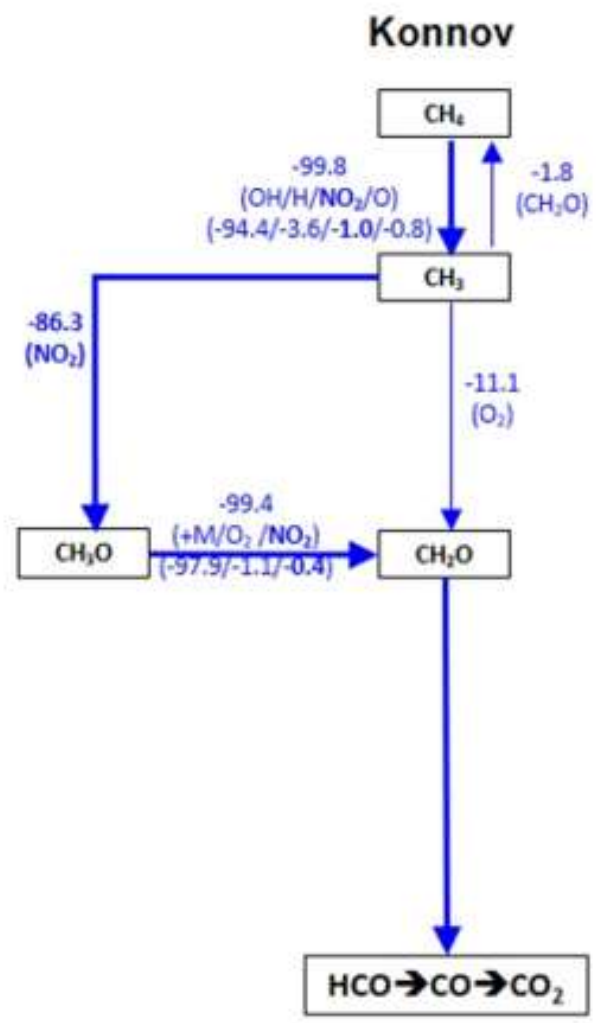 Konnov
CH₄
-99.8
(OH/H/NO₂/O)
(-94.4/-3.6/-1.0/-0.8)
-1.8
(CH₃O)
CH₃
-86.3
(NO₂)
-11.1
(O₂)
-99.4
(+M/O₂ /NO₂)
(-97.9/-1.1/-0.4)
CH₃O
CH₂O
HCO➔CO➔CO₂